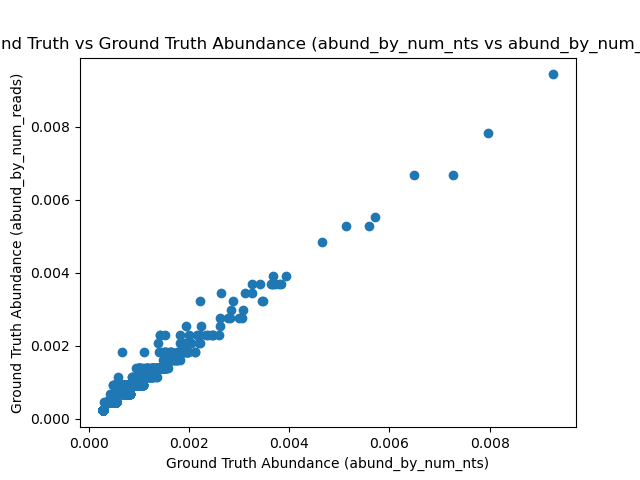 nd Truth vs Ground Truth Abundance (abund_by_num_nts vs abund_by_num_
Ground Truth Abundance (abund_by_num_reads)
0.008
0.006
0.004
0.002
0.000
0.000 0.002 0.004 0.006 0.008
Ground Truth Abundance (abund_by_num_nts)